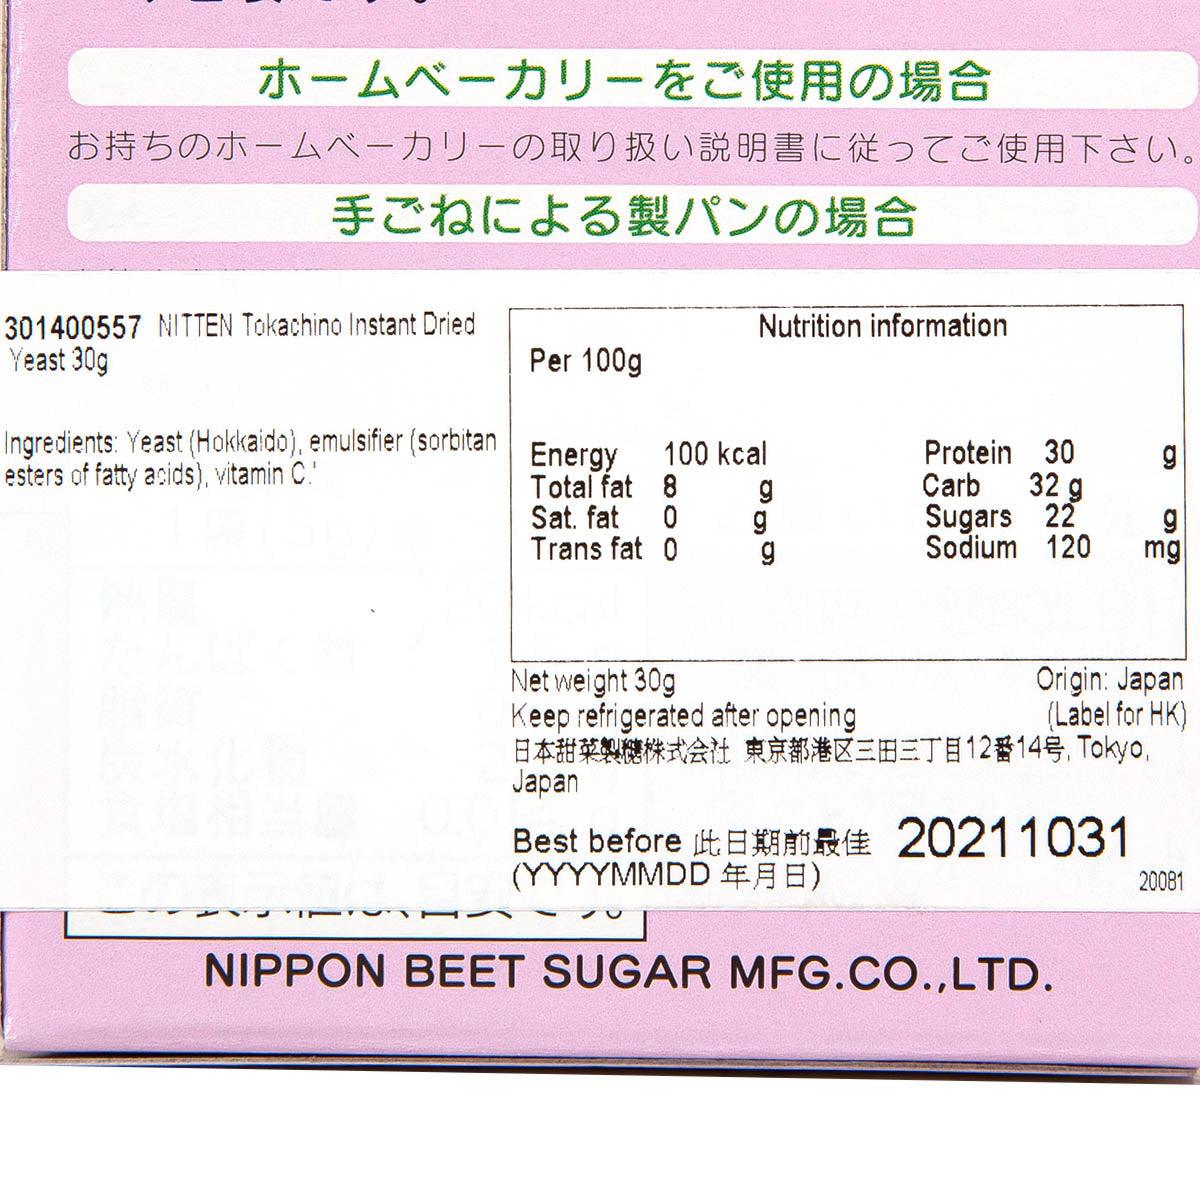 ホームベーカリーをご使用の場合
お持ちのホームベーカリーの取り扱い説明書に従ってご使用下さい。
手ごねによる製パンの場合
301400557 NITTEN Tokachino Instant Dried
Yeast 30g
Ingredients: Yeast (Hokkaido), emulsifier (sorbitan
esters of fatty acids), vitamin C.'
Nutrition information
Per 100g
Energy 100 kcal Protein 30 g
Total fat 8 g Carb 32 g
Sat. fat 0 g Sugars 22 g
Trans fat 0 g Sodium 120 mg
Net weight 30g Origin: Japan
Keep refrigerated after opening (Label for HK)
日本甜菜製糖株式会社 東京都港区三田三丁目12番14号, Tokyo,
Japan
Best before 此日期前最佳 20211031
(YYYYMMDD 年月日) 20081
NIPPON BEET SUGAR MFG.CO.,LTD.